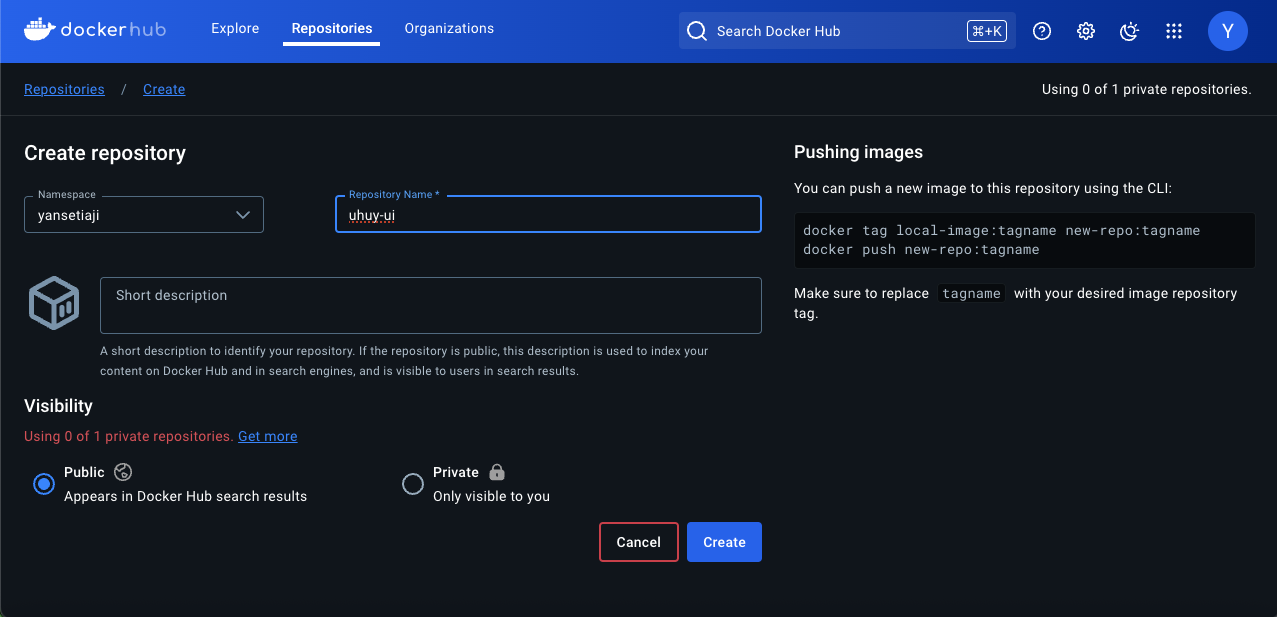 dockerhub Explore Repositories Organizations Search Docker Hub ⌘+K ? Y
Repositories / Create Using 0 of 1 private repositories.
Create repository
Namespace
yansetiaji
Repository Name *
uhuy-ui
Short description
A short description to identify your repository. If the repository is public, this description is used to index your
content on Docker Hub and in search engines, and is visible to users in search results.
Visibility
Using 0 of 1 private repositories. Get more
Public
Appears in Docker Hub search results
Private
Only visible to you
Cancel Create
Pushing images
You can push a new image to this repository using the CLI:
docker tag local-image:tagname new-repo:tagname
docker push new-repo:tagname
Make sure to replace tagname with your desired image repository
tag.